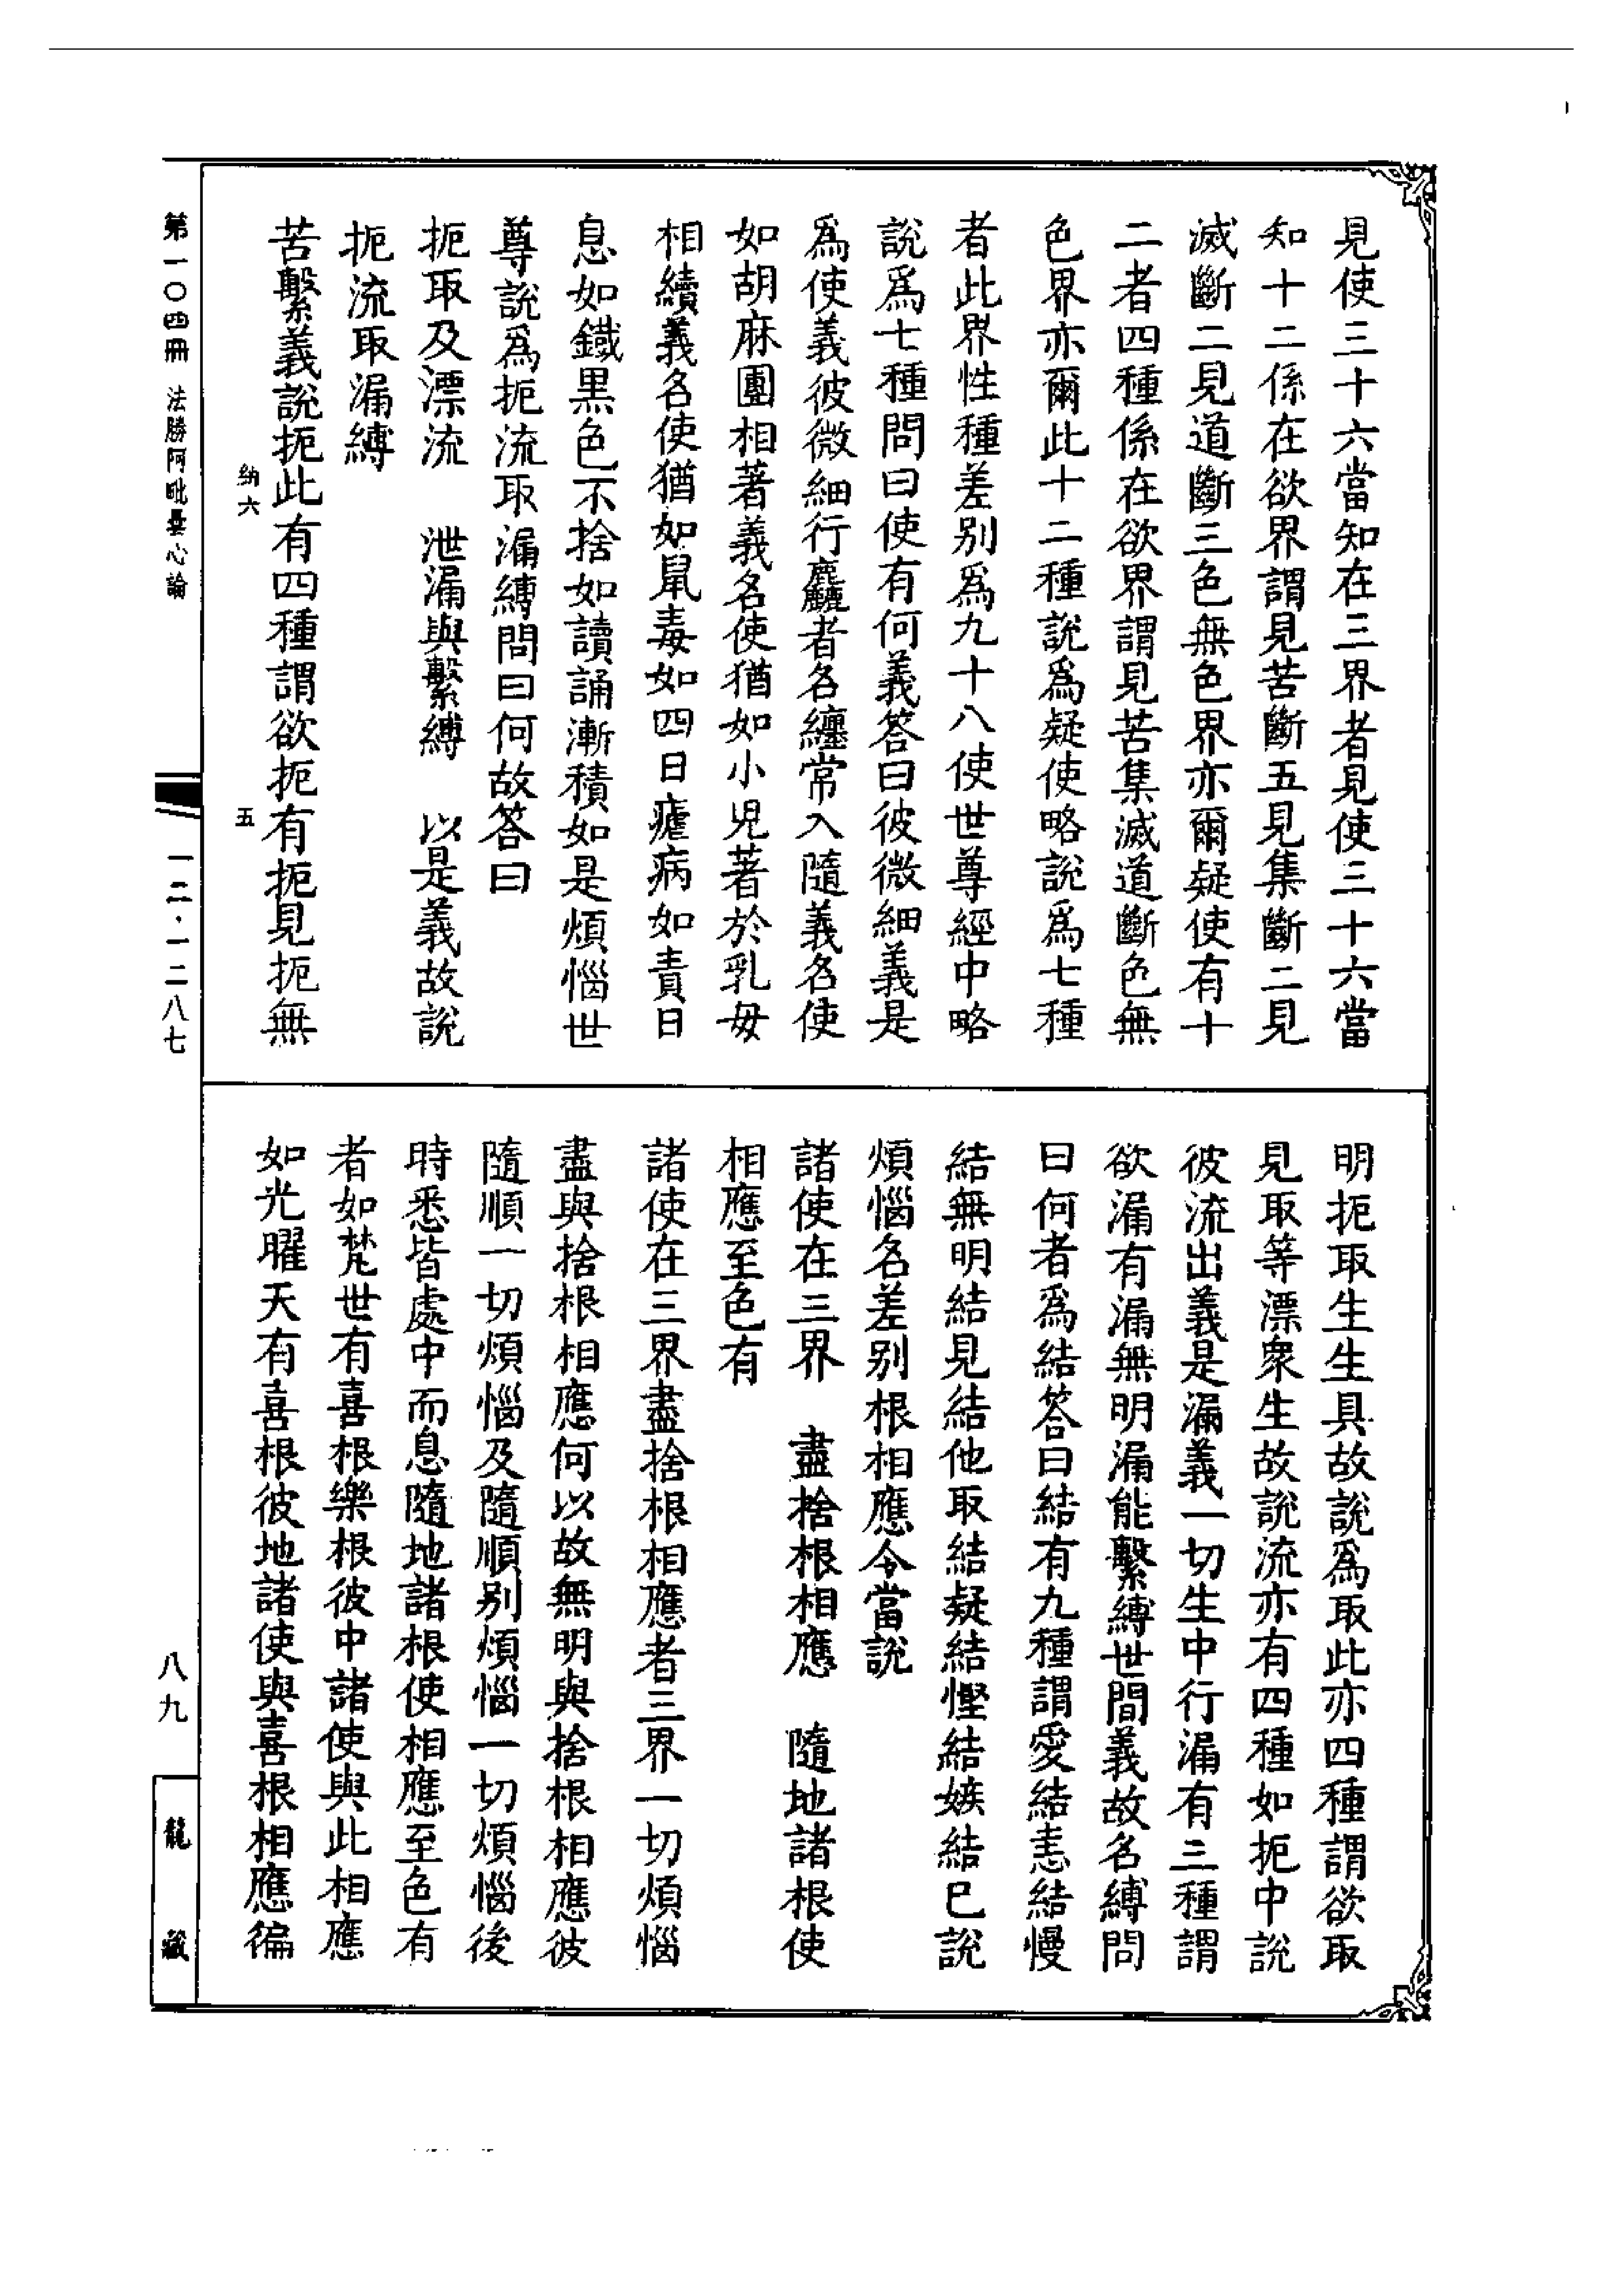 見使三十六當知在三界者見使三十六當
知十二係在欲界謂見苦斷五見集斷二見
滅斷二見道斷三色無色界亦爾疑使有十
二者四種係在欲界謂見苦集滅道斷色無
色界亦爾此十二種說爲疑使略說爲七種
者此界性種差別爲九十八使世尊經中略
說爲七種問曰使有何義答曰彼微細義是
爲使義彼微細行麤者名纏常入隨義名使
如胡麻團相著義名使猶如小兒著於乳母
相續義名使猶如鼠毒如四日瘧病如責日
息如鐵黑色不捨如讀誦漸積如是煩惱世
尊說爲扼流取漏縛問曰何故答曰
扼取及漂流　泄漏與繫縛　以是義故說
扼流取漏縛
苦繫義說扼此有四種謂欲扼有扼見扼無
明扼取生生具故說爲取此亦四種謂欲取
見取等漂衆生故說流亦有四種如扼中說
彼流出義是漏義一切生中行漏有三種謂
欲漏有漏無明漏能繫縛世間義故名縛問
曰何者爲結答曰結有九種謂愛結恚結慢
結無明結見結他取結疑結慳結嫉結已說
煩惱名差別根相應今當說
諸使在三界　盡捨根相應　隨地諸根使
相應至色有
諸使在三界盡捨根相應者三界一切煩惱
盡與捨根相應何以故無明與捨根相應彼
隨順一切煩惱及隨順別煩惱一切煩惱後
時悉皆處中而息隨地諸根使相應至色有
者如梵世有喜根樂根彼中諸使與此相應
如光曜天有喜根彼地諸使與喜根相應徧
納六
五
第一〇四冊　法勝阿毗曇心論
一二·一二八七
八九
龍藏